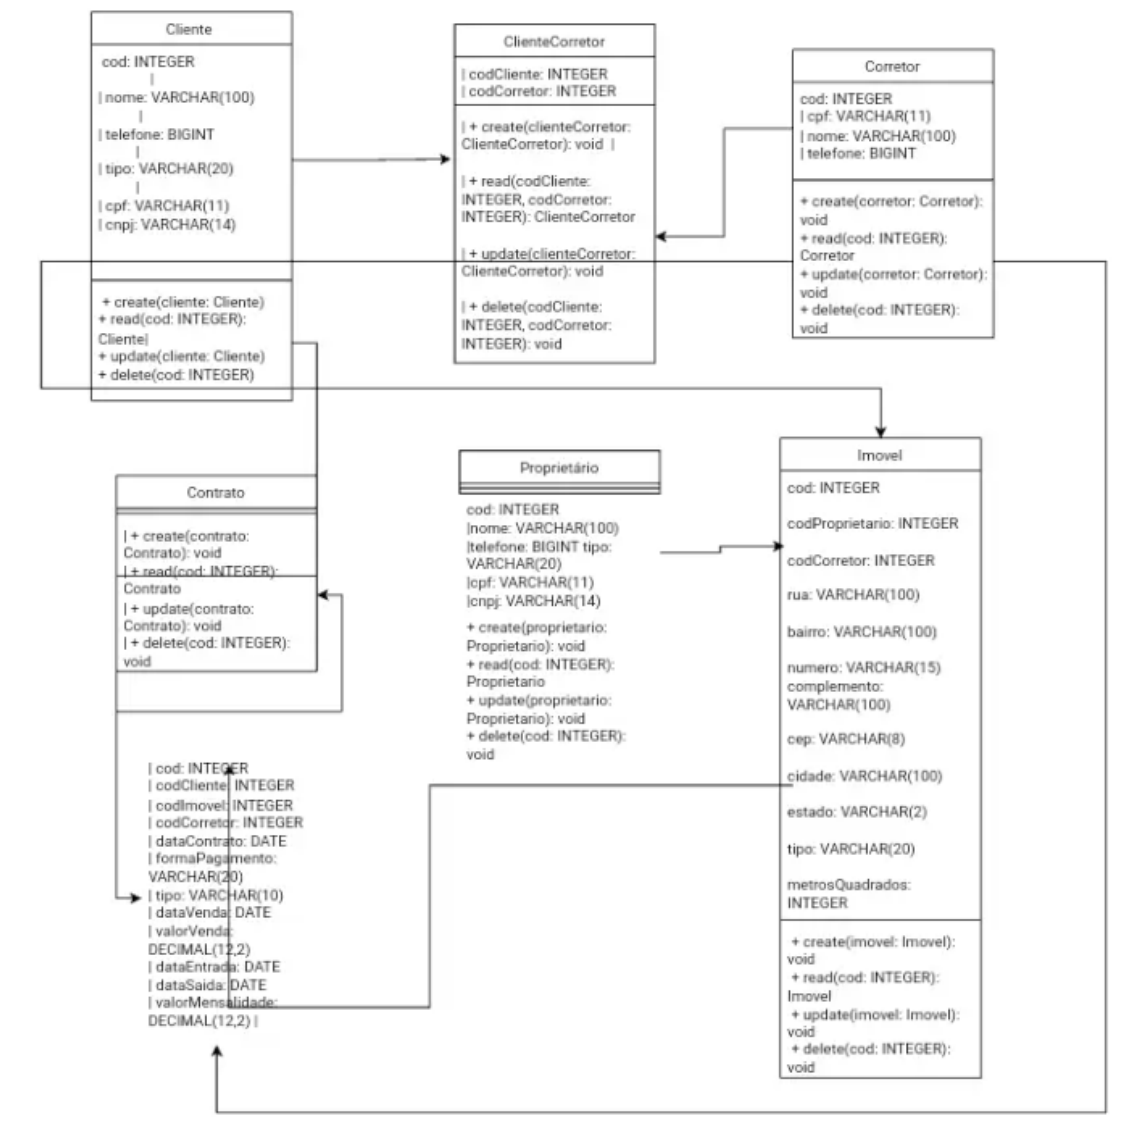 Cliente
cod: INTEGER
|
| nome: VARCHAR(100)
|
| telefone: BIGINT
|
| tipo: VARCHAR(20)
|
| cpf: VARCHAR(11)
| cnpj: VARCHAR(14)
+ create(cliente: Cliente)
+ read(cod: INTEGER):
Cliente|
+ update(cliente: Cliente)
+ delete(cod: INTEGER)
ClienteCorretor
| codCliente: INTEGER
| codCorretor: INTEGER
| + create(clienteCorretor:
ClienteCorretor): void |
| + read(codCliente:
INTEGER, codCorretor:
INTEGER): ClienteCorretor
| + update(clienteCorretor:
ClienteCorretor): void
| + delete(codCliente:
INTEGER, codCorretor:
INTEGER): void
Corretor
cod: INTEGER
| cpf: VARCHAR(11)
| nome: VARCHAR(100)
| telefone: BIGINT
+ create(corretor: Corretor):
void
+ read(cod: INTEGER):
Corretor
+ update(corretor: Corretor):
void
+ delete(cod: INTEGER):
void
Contrato
| + create(contrato:
Contrato): void
| + read(cod: INTEGER):
Contrato
| + update(contrato:
Contrato): void
| + delete(cod: INTEGER):
void
| cod: INTEGER
| codCliente: INTEGER
| codImovel: INTEGER
| codCorretor: INTEGER
| dataContrato: DATE
| formaPagamento:
VARCHAR(20)
| tipo: VARCHAR(10)
| dataVenda: DATE
| valorVenda:
DECIMAL(12,2)
| dataEntrada: DATE
| dataSaida: DATE
| valorMensalidade:
DECIMAL(12,2) |
Proprietário
cod: INTEGER
|nome: VARCHAR(100)
|telefone: BIGINT tipo:
VARCHAR(20)
|cpf: VARCHAR(11)
|cnpj: VARCHAR(14)
+ create(proprietario:
Proprietario): void
+ read(cod: INTEGER):
Proprietario
+ update(proprietario:
Proprietario): void
+ delete(cod: INTEGER):
void
Imovel
cod: INTEGER
codProprietario: INTEGER
codCorretor: INTEGER
rua: VARCHAR(100)
bairro: VARCHAR(100)
numero: VARCHAR(15)
complemento:
VARCHAR(100)
cep: VARCHAR(8)
cidade: VARCHAR(100)
estado: VARCHAR(2)
tipo: VARCHAR(20)
metrosQuadrados:
INTEGER
+ create(imovel: Imovel):
void
+ read(cod: INTEGER):
Imovel
+ update(imovel: Imovel):
void
+ delete(cod: INTEGER):
void